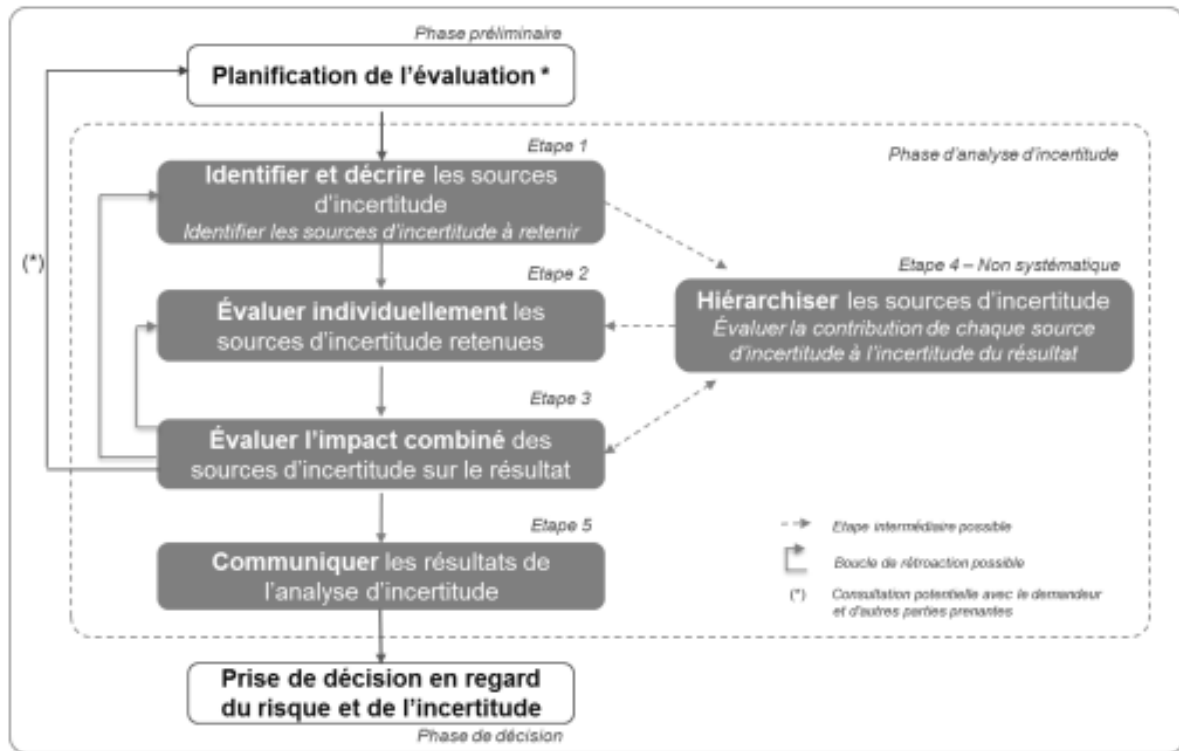 Phase préliminaire
Planification de l'évaluation *
Etape 1
Phase d'analyse d'incertitude
Identifier et décrire les sources
d'incertitude
Identifier les sources d'incertitude à retenir
(*)
Etape 2
Évaluer individuellement les
sources d'incertitude retenues
Etape 4 – Non systématique
Hiérarchiser les sources d'incertitude
Évaluer la contribution de chaque source
d'incertitude à l'incertitude du résultat
Etape 3
Évaluer l'impact combiné des
sources d'incertitude sur le résultat
Etape 5
Communiquer les résultats de
l'analyse d'incertitude
Etape intermédiaire possible
Boucle de rétroaction possible
(*) Consultation potentielle avec le demandeur
et d'autres parties prenantes
Prise de décision en regard
du risque et de l'incertitude
Phase de décision